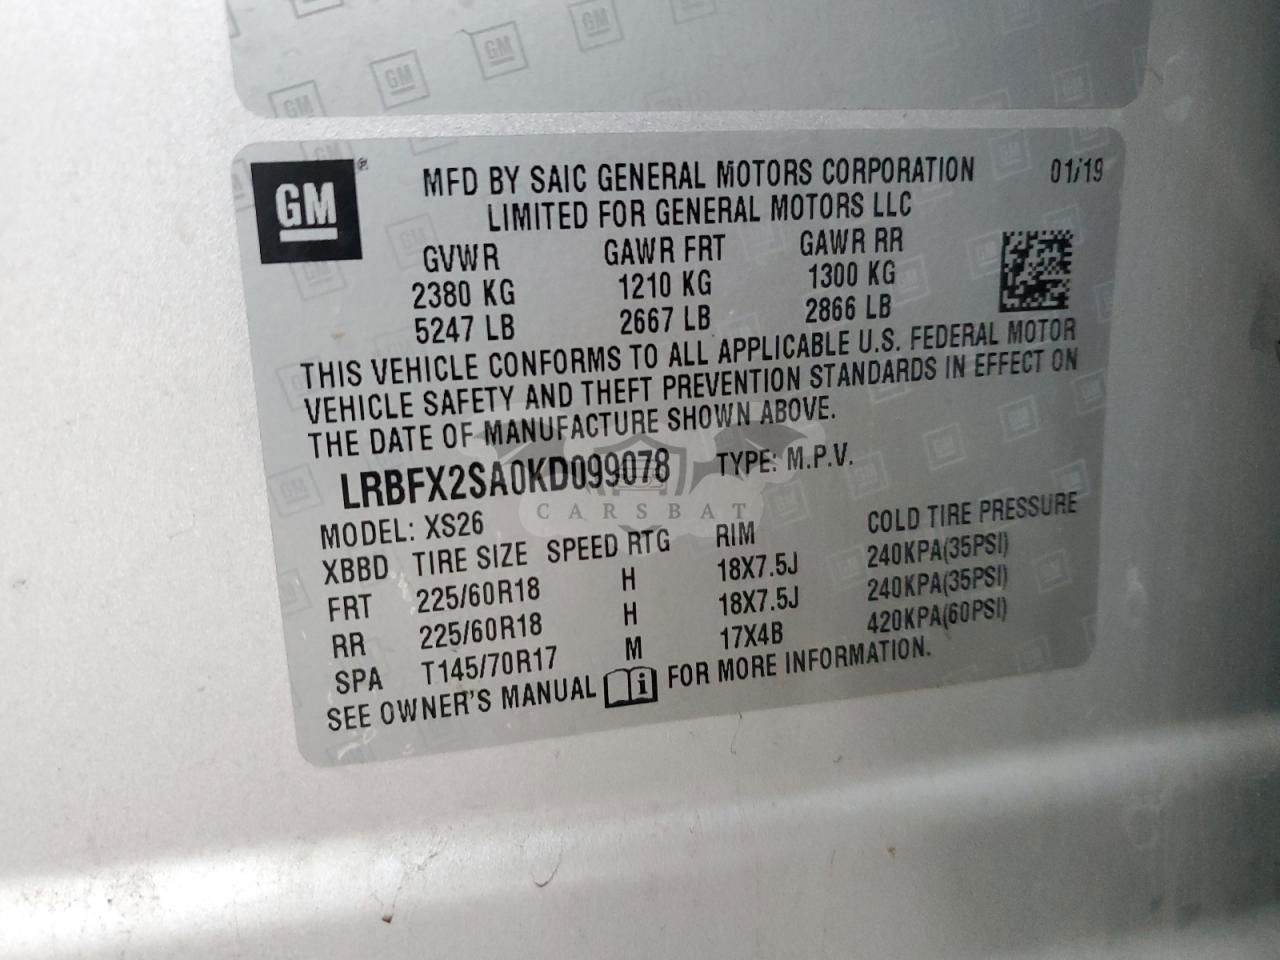 GM
GM
GM
GM
GM ® MFD BY SAIC GENERAL MOTORS CORPORATION 01/19
LIMITED FOR GENERAL MOTORS LLC
GVWR GAWR FRT GAWR RR
2380 KG 1210 KG 1300 KG
5247 LB 2667 LB 2866 LB
THIS VEHICLE CONFORMS TO ALL APPLICABLE U.S. FEDERAL MOTOR
VEHICLE SAFETY AND THEFT PREVENTION STANDARDS IN EFFECT ON
THE DATE OF MANUFACTURE SHOWN ABOVE.
LRBFX2SA0KD099078 TYPE: M.P.V.
CARSBAT
MODEL: XS26
XBBD TIRE SIZE SPEED RTG RIM COLD TIRE PRESSURE
FRT 225/60R18 H 18X7.5J 240KPA(35PSI)
RR 225/60R18 H 18X7.5J 240KPA(35PSI)
SPA T145/70R17 M 17X4B 420KPA(60PSI)
SEE OWNER'S MANUAL i FOR MORE INFORMATION.